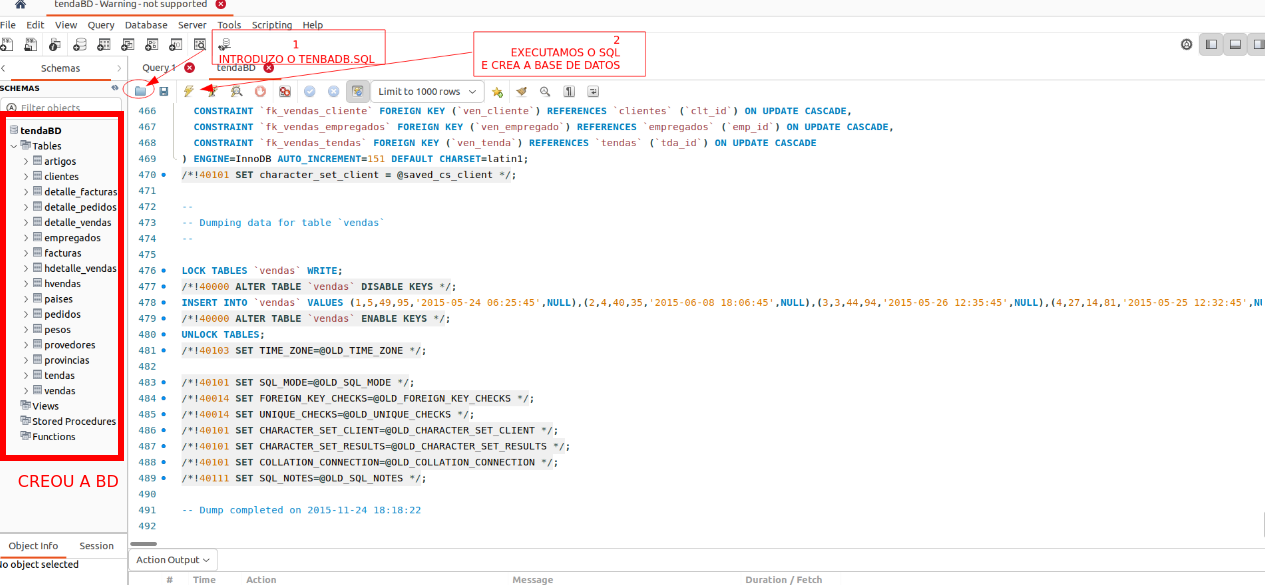 tendaBD - Warning - not supported
File Edit View Query Database Server Tools Scripting Help
1
INTRODUZO O TENBADB.SQL
2
EXECUTAMOS O SQL
E CREA A BASE DE DATOS
Schemas
Query 1
tendaBD
SCHEMAS
Filter objects
Limit to 1000 rows
tendaBD
Tables
artigos
clientes
detalle_facturas
detalle_pedidos
detalle_vendas
empregados
facturas
hdetalle_vendas
hvendas
paises
pedidos
pesos
provedores
provincias
tendas
vendas
Views
Stored Procedures
Functions
CREOU A BD
466 CONSTRAINT `fk_vendas_cliente` FOREIGN KEY (`ven_cliente`) REFERENCES `clientes` (`clt_id`) ON UPDATE CASCADE,
467 CONSTRAINT `fk_vendas_empregados` FOREIGN KEY (`ven_empregado`) REFERENCES `empregados` (`emp_id`) ON UPDATE CASCADE,
468 CONSTRAINT `fk_vendas_tendas` FOREIGN KEY (`ven_tenda`) REFERENCES `tendas` (`tda_id`) ON UPDATE CASCADE
469 ) ENGINE=InnoDB AUTO_INCREMENT=151 DEFAULT CHARSET=latin1;
470 /*!40101 SET character_set_client = @saved_cs_client */;
471
472 --
473 -- Dumping data for table `vendas`
474 --
475
476 LOCK TABLES `vendas` WRITE;
477 /*!40000 ALTER TABLE `vendas` DISABLE KEYS */;
478 INSERT INTO `vendas` VALUES (1,5,49,95,'2015-05-24 06:25:45',NULL),(2,4,40,35,'2015-06-08 18:06:45',NULL),(3,3,44,94,'2015-05-26 12:35:45',NULL),(4,27,14,81,'2015-05-25 12:32:45',NU
479 /*!40000 ALTER TABLE `vendas` ENABLE KEYS */;
480 UNLOCK TABLES;
481 /*!40103 SET TIME_ZONE=@OLD_TIME_ZONE */;
482
483 /*!40101 SET SQL_MODE=@OLD_SQL_MODE */;
484 /*!40014 SET FOREIGN_KEY_CHECKS=@OLD_FOREIGN_KEY_CHECKS */;
485 /*!40014 SET UNIQUE_CHECKS=@OLD_UNIQUE_CHECKS */;
486 /*!40101 SET CHARACTER_SET_CLIENT=@OLD_CHARACTER_SET_CLIENT */;
487 /*!40101 SET CHARACTER_SET_RESULTS=@OLD_CHARACTER_SET_RESULTS */;
488 /*!40101 SET COLLATION_CONNECTION=@OLD_COLLATION_CONNECTION */;
489 /*!40111 SET SQL_NOTES=@OLD_SQL_NOTES */;
490
491 -- Dump completed on 2015-11-24 18:18:22
492
Object Info Session
No object selected
Action Output
# Time Action Message Duration / Fetch